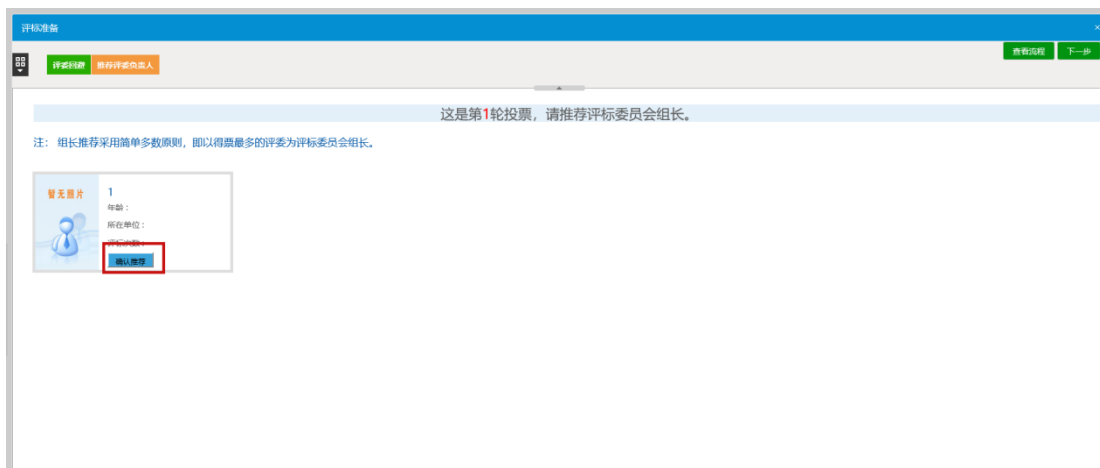 评标准备
×
查看流程 下一步
评委回避 推荐评委负责人
这是第1轮投票，请推荐评标委员会组长。
注： 组长推荐采用简单多数原则，即以得票最多的评委为评标委员会组长。
暂无照片
1
年龄：
所在单位：
评标次数：
确认推荐